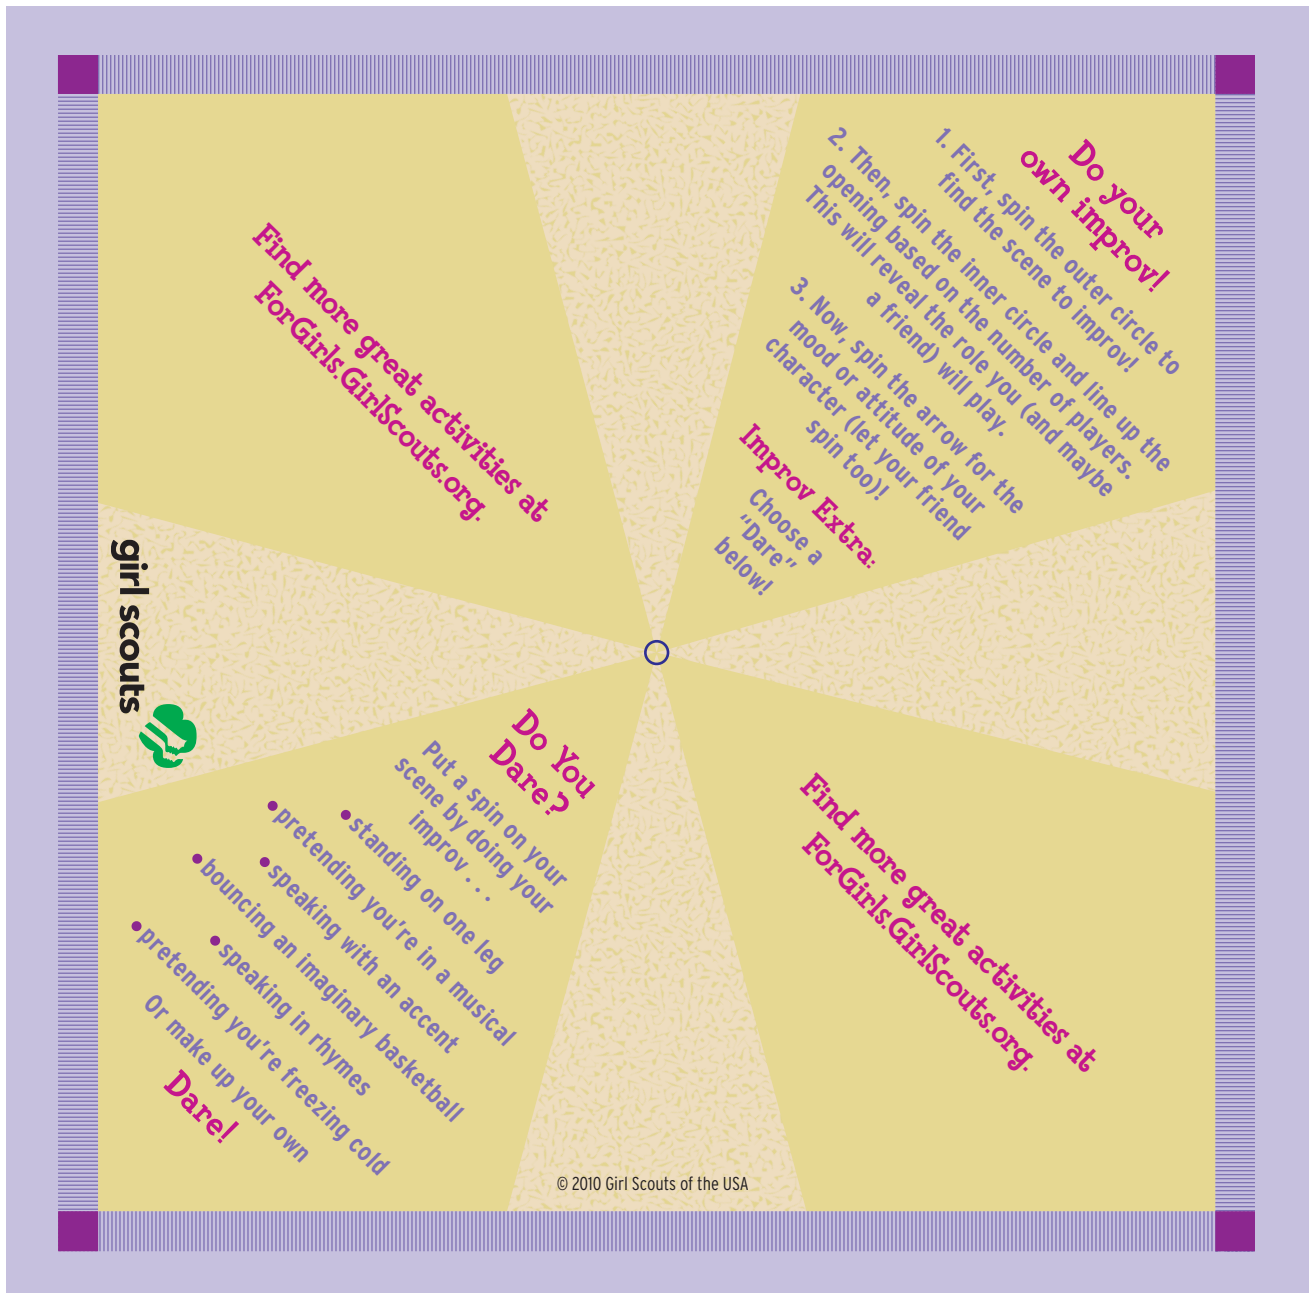 Find more great activities at
ForGirls.GirlScouts.org.
Do your
own improv!
1. First, spin the outer circle to
find the scene to improv!
2. Then, spin the inner circle and line up the
opening based on the number of players.
This will reveal the role you (and maybe
a friend) will play.
3. Now, spin the arrow for the
mood or attitude of your
character (let your friend
spin too)!
Improv Extra:
Choose a
“Dare”
below!
girl scouts
Do You
Dare?
Put a spin on your
scene by doing your
improv . . .
•standing on one leg
•pretending you’re in a musical
•speaking with an accent
•bouncing an imaginary basketball
•speaking in rhymes
•pretending you’re freezing cold
Or make up your own
Dare!
Find more great activities at
ForGirls.GirlScouts.org.
© 2010 Girl Scouts of the USA